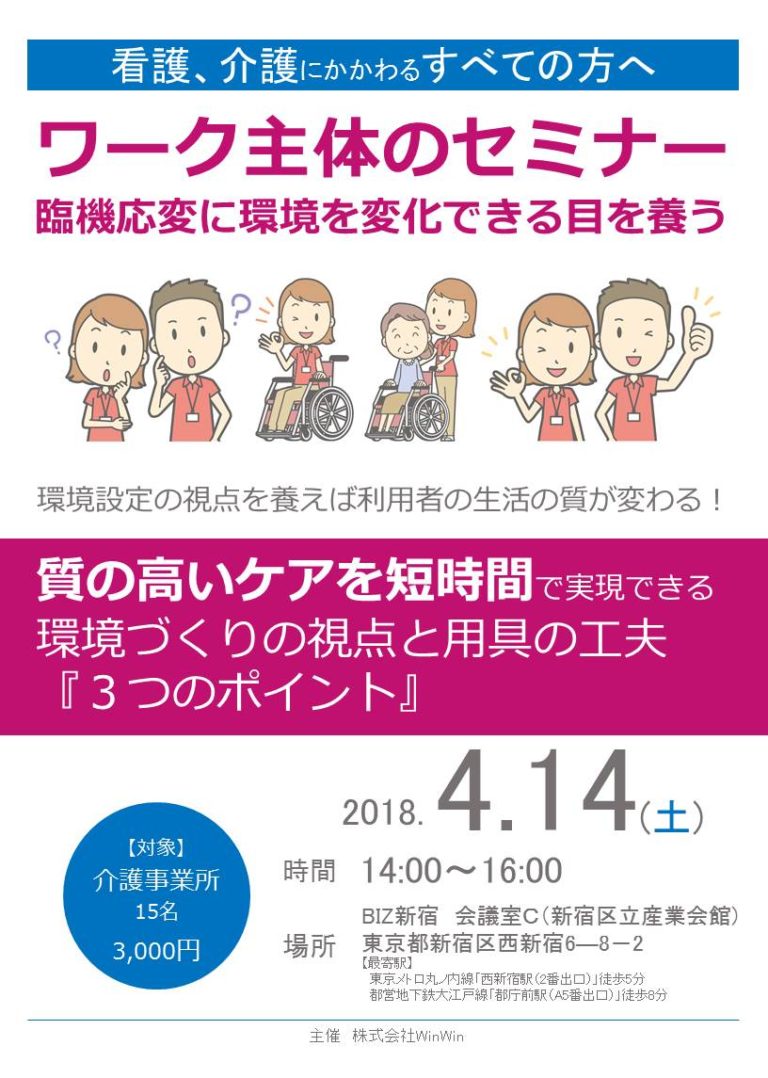 看護、介護にかかわるすべての方へ
ワーク主体のセミナー
臨機応変に環境を変化できる目を養う
? ?
環境設定の視点を養えば利用者の生活の質が変わる！
質の高いケアを短時間で実現できる
環境づくりの視点と用具の工夫
『３つのポイント』
2018. 4.14(土)
【対象】
介護事業所
15名
3,000円
時間 14:00～16:00
場所
BIZ新宿　会議室C（新宿区立産業会館）
東京都新宿区西新宿6―8－2
【最寄駅】
東京メトロ丸ノ内線「西新宿駅（2番出口）」徒歩5分
都営地下鉄大江戸線「都庁前駅（A5番出口）」徒歩8分
主催　株式会社WinWin